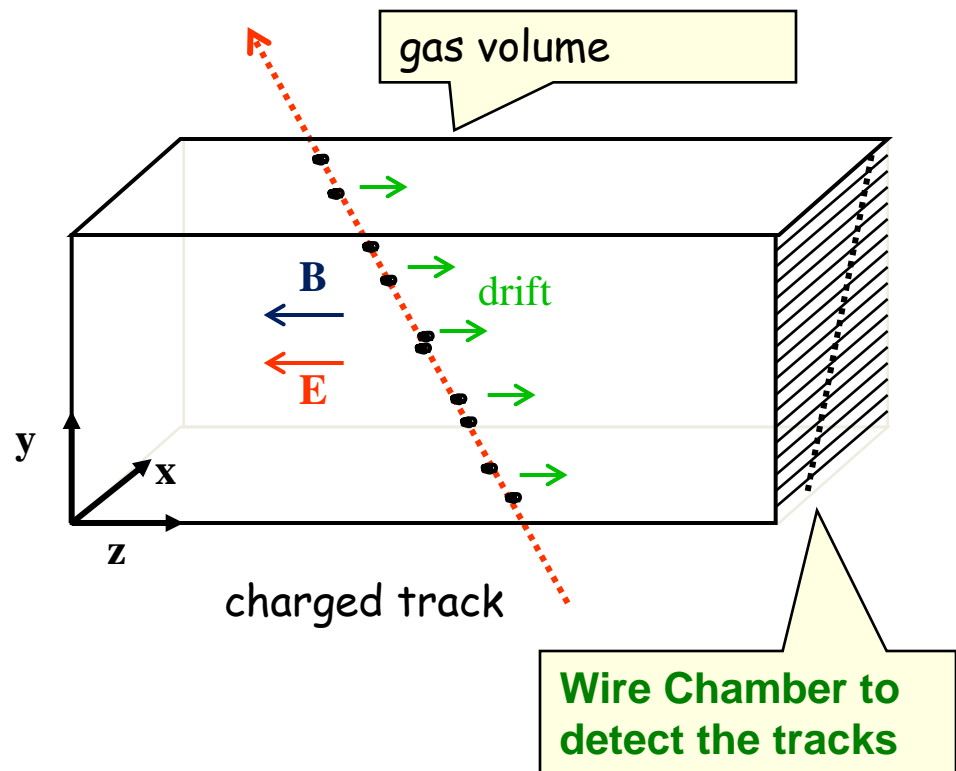 gas volume
B
drift
E
y
x
z
charged track
Wire Chamber to
detect the tracks